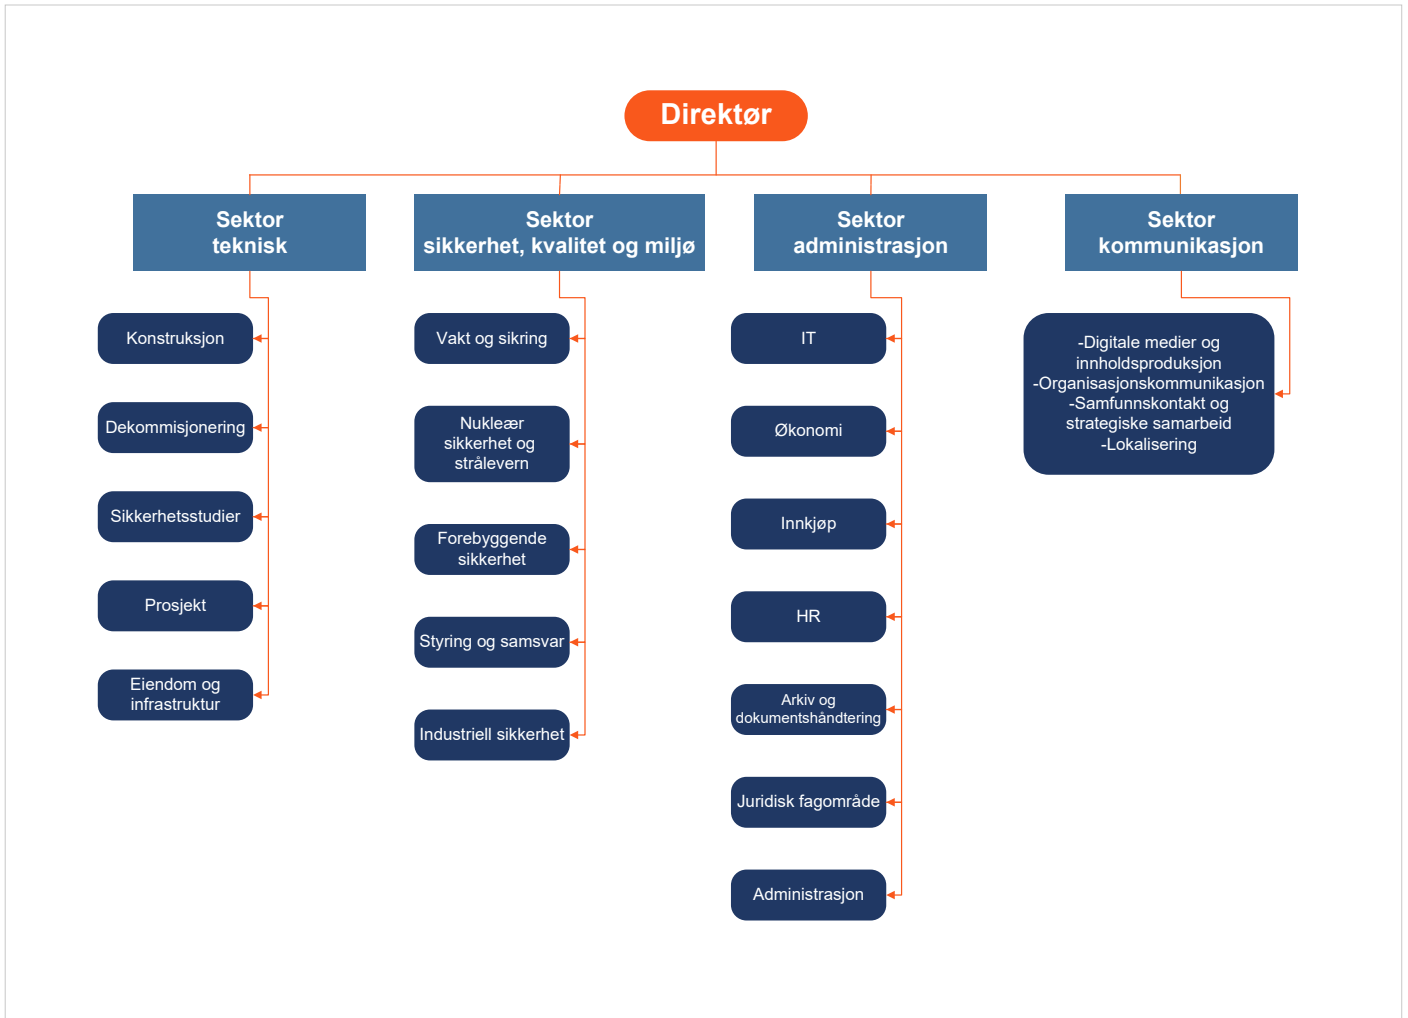 Direktør
Sektor
teknisk
Sektor
sikkerhet, kvalitet og miljø
Sektor
administrasjon
Sektor
kommunikasjon
Konstruksjon
Dekommisjonering
Sikkerhetsstudier
Prosjekt
Eiendom og
infrastruktur
Vakt og sikring
Nukleær
sikkerhet og
strålevern
Forebyggende
sikkerhet
Styring og samsvar
Industriell sikkerhet
IT
Økonomi
Innkjøp
HR
Arkiv og
dokumentshåndtering
Juridisk fagområde
Administrasjon
-Digitale medier og
innholdsproduksjon
-Organisasjonskommunikasjon
-Samfunnskontakt og
strategiske samarbeid
-Lokalisering